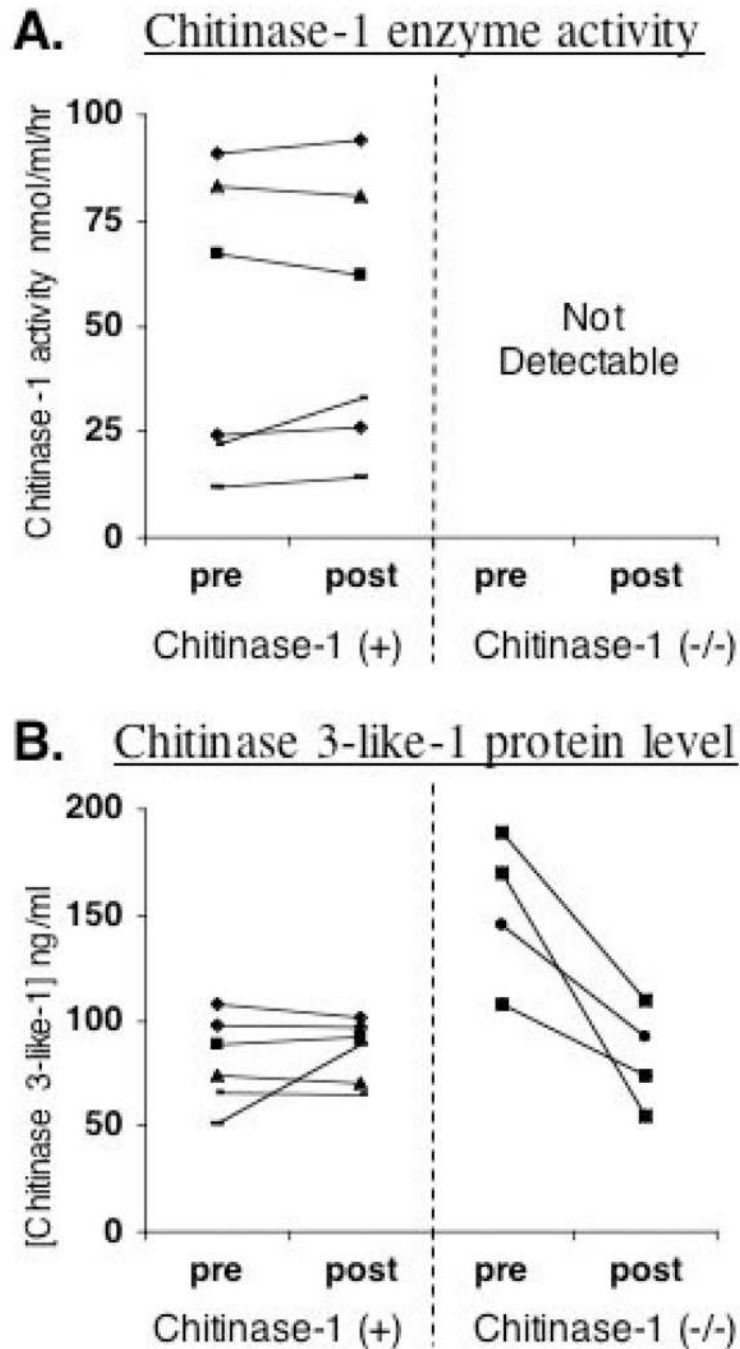 A. Chitinase-1 enzyme activity
Chitinase-1 activity nmol/ml/hr
100
75
50
25
0
Not
Detectable
pre post pre post
Chitinase-1 (+) Chitinase-1 (-/-)
B. Chitinase 3-like-1 protein level
[Chitinase 3-like-1] ng/ml
200
150
100
50
0
pre post pre post
Chitinase-1 (+) Chitinase-1 (-/-)